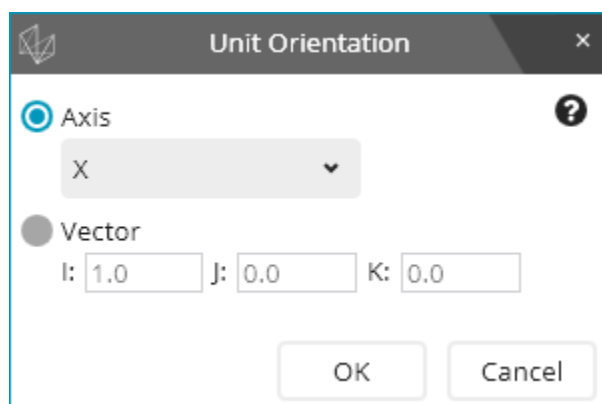 Unit Orientation ×
Axis ?
X
Vector
I: 1.0 J: 0.0 K: 0.0
OK Cancel